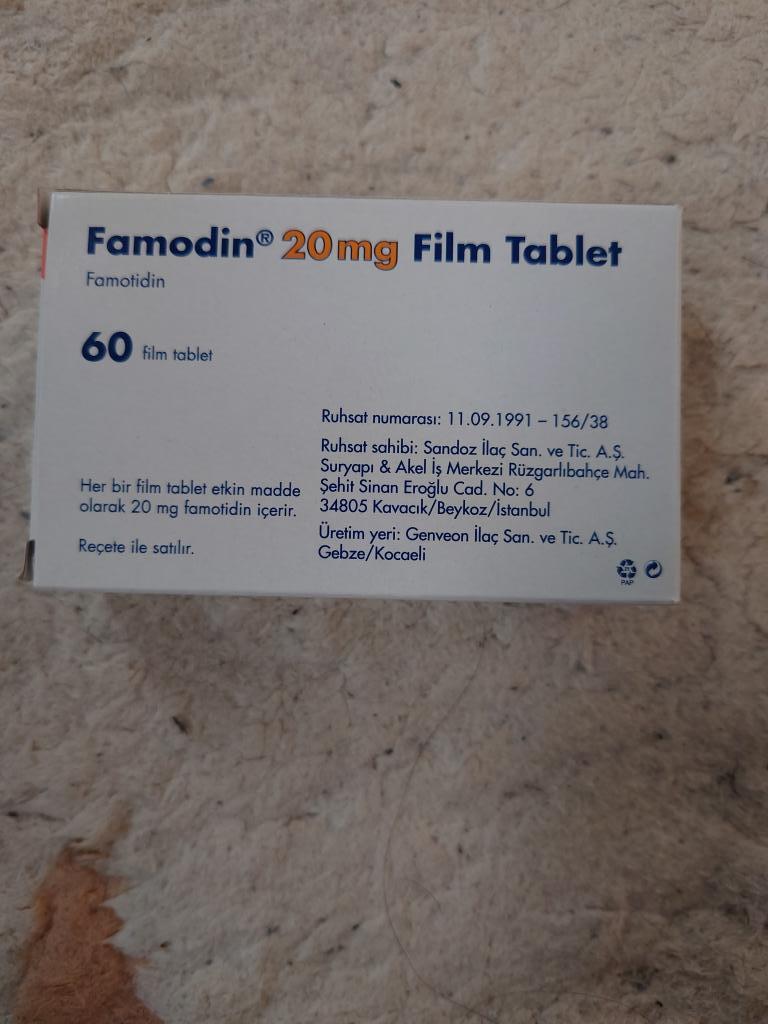 Famodin® 20 mg Film Tablet
Famotidin
60 film tablet
Ruhsat numarası: 11.09.1991 – 156/38
Ruhsat sahibi: Sandoz İlaç San. ve Tic. A.Ş.
Suryapı & Akel İş Merkezi Rüzgarlıbahçe Mah.
Şehit Sinan Eroğlu Cad. No: 6
34805 Kavacık/Beykoz/İstanbul
Üretim yeri: Genveon İlaç San. ve Tic. A.Ş.
Gebze/Kocaeli
Her bir film tablet etkin madde
olarak 20 mg famotidin içerir.
Reçete ile satılır.
PAP